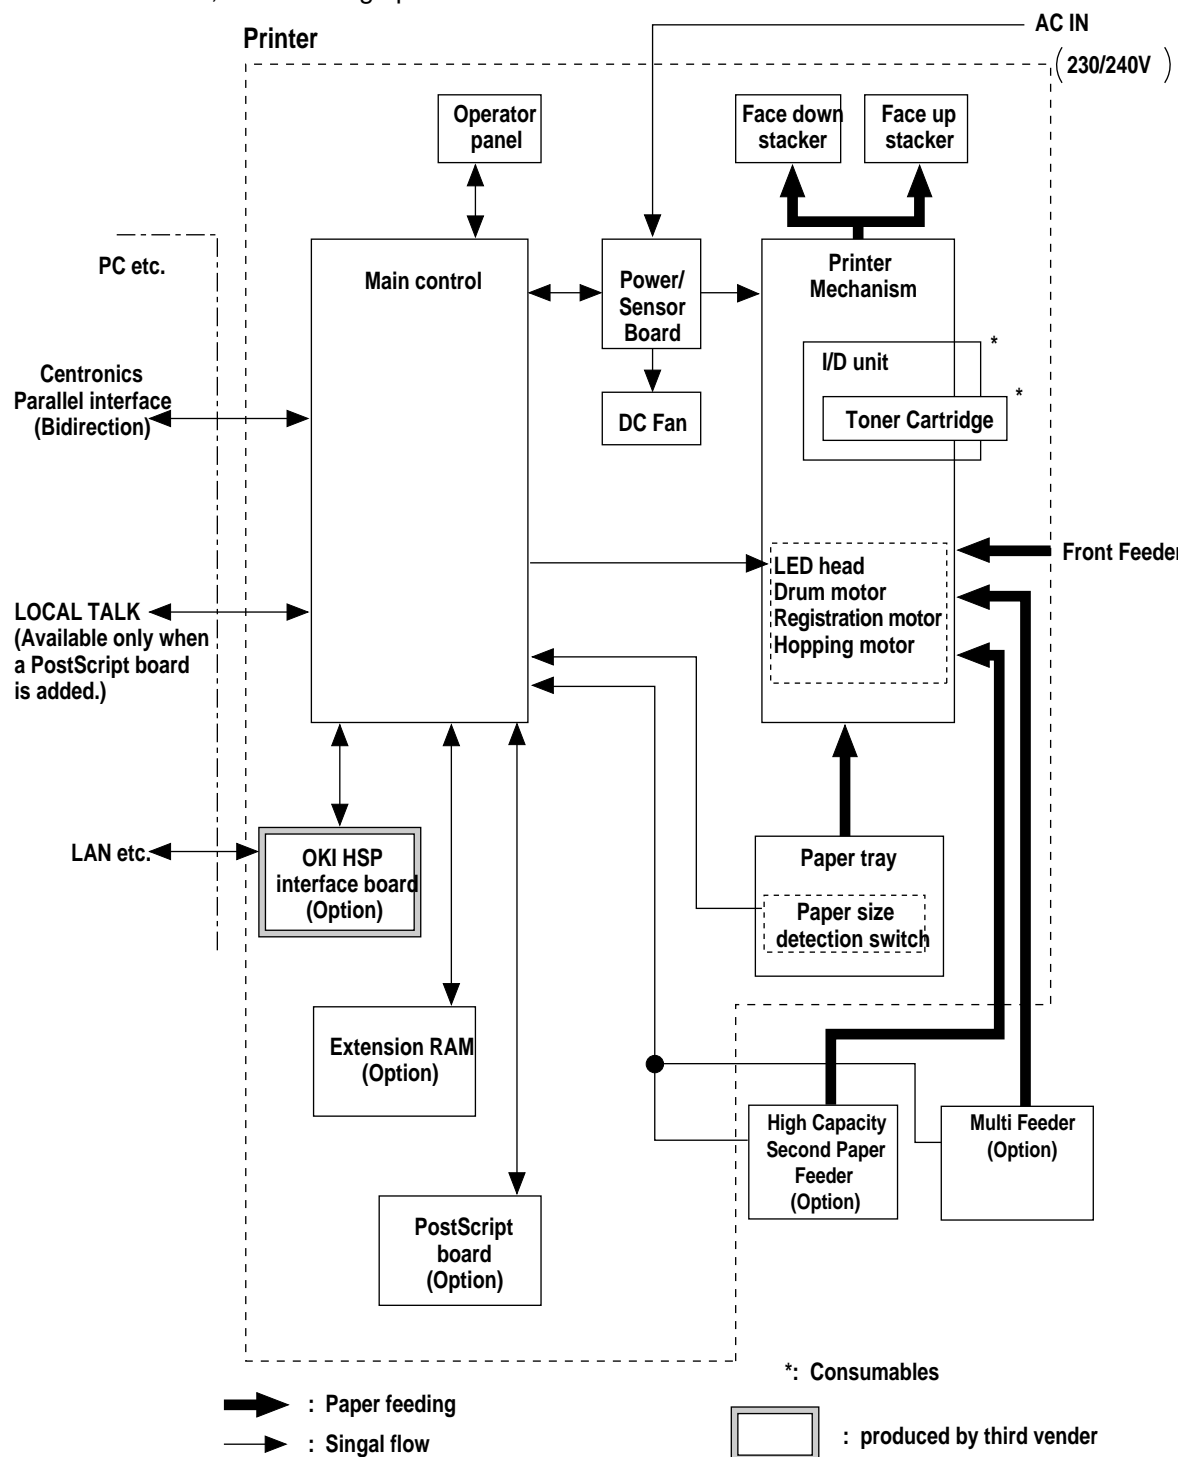 Printer
AC IN
(230/240V)
Operator
panel
Face down
stacker
Face up
stacker
PC etc.
Main control
Power/
Sensor
Board
Printer
Mechanism
I/D unit
*
Toner Cartridge
*
DC Fan
Centronics
Parallel interface
(Bidirection)
LED head
Drum motor
Registration motor
Hopping motor
Front Feeder
LOCAL TALK
(Available only when
a PostScript board
is added.)
LAN etc.
OKI HSP
interface board
(Option)
Paper tray
Paper size
detection switch
Extension RAM
(Option)
High Capacity
Second Paper
Feeder
(Option)
Multi Feeder
(Option)
PostScript
board
(Option)
*: Consumables
: Paper feeding
: Singal flow
: produced by third vender